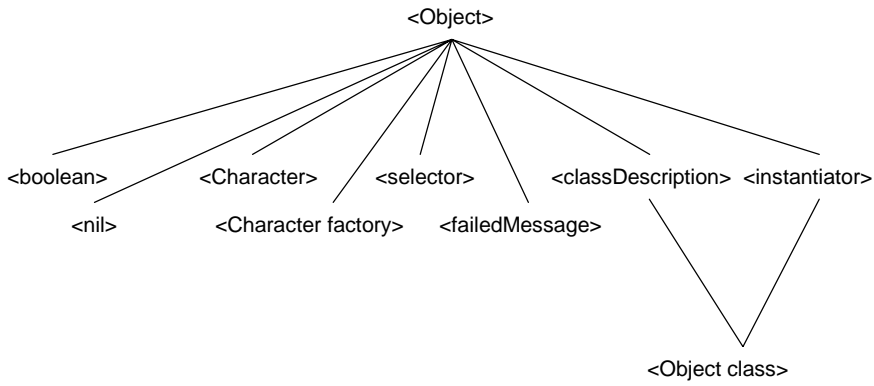 <Object>
<boolean> <Character> <selector> <classDescription> <instantiator>
<nil> <Character factory> <failedMessage>
<Object class>